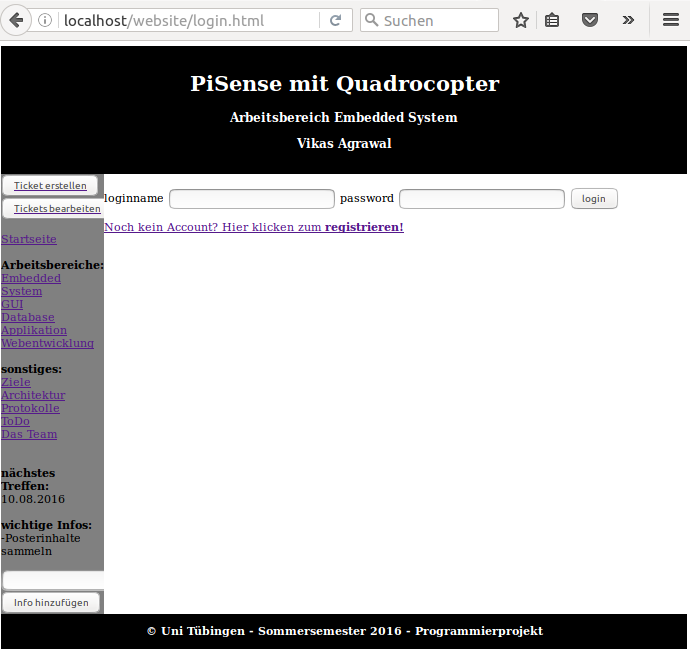 localhost/website/login.html
Suchen
PiSense mit Quadrocopter
Arbeitsbereich Embedded System
Vikas Agrawal
Ticket erstellen
Tickets bearbeiten
loginname
password
login
Noch kein Account? Hier klicken zum registrieren!
Startseite
Arbeitsbereiche:
Embedded
System
GUI
Database
Applikation
Webentwicklung
sonstiges:
Ziele
Architektur
Protokolle
ToDo
Das Team
nächstes
Treffen:
10.08.2016
wichtige Infos:
-Posterinhalte
sammeln
Info hinzufügen
© Uni Tübingen - Sommersemester 2016 - Programmierprojekt